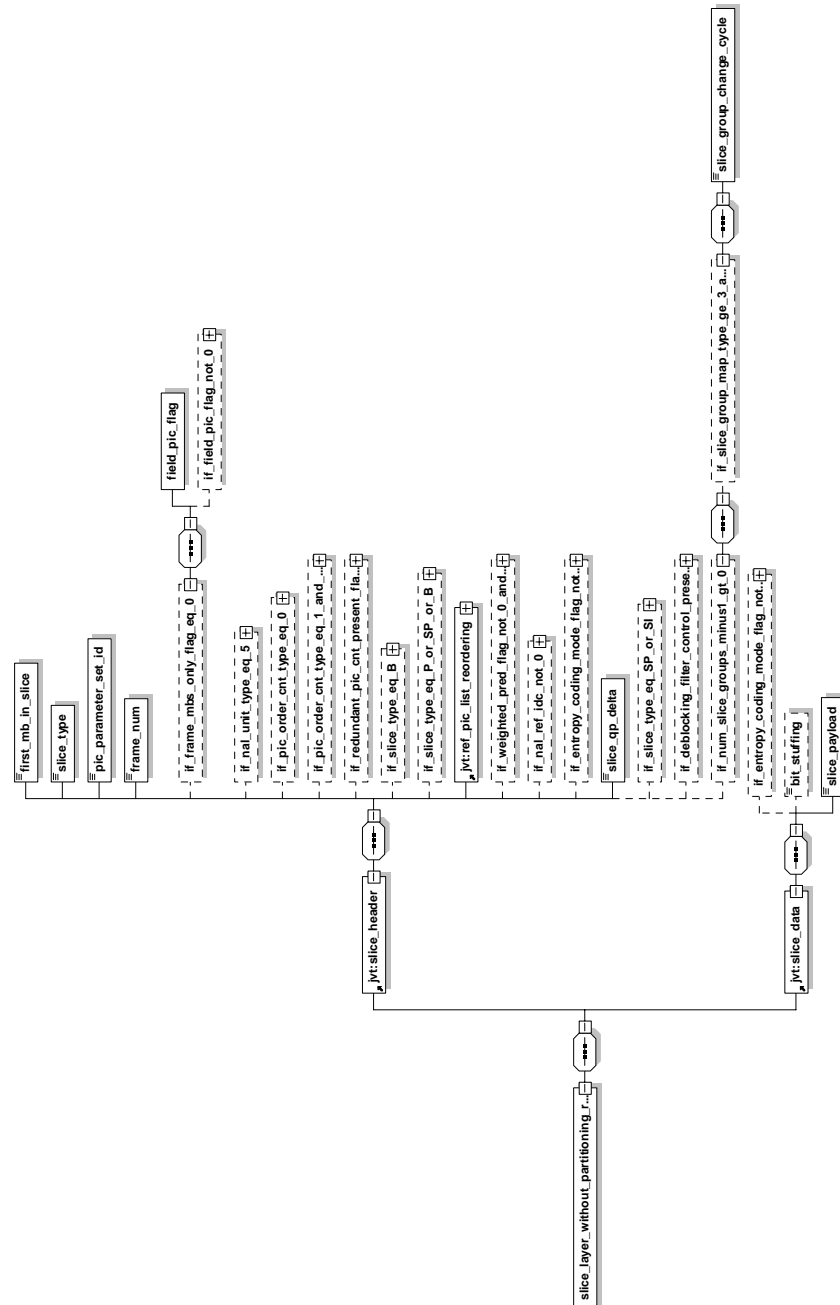 slice_layer_without_partitioning_r...
jvt:slice_header
first_mb_in_slice
slice_type
pic_parameter_set_id
frame_num
if_frame_mbs_only_flag_eq_0
field_pic_flag
if_field_pic_flag_not_0
if_nal_unit_type_eq_5
if_pic_order_cnt_type_eq_0
if_pic_order_cnt_type_eq_1_and_...
if_redundant_pic_cnt_present_fla...
if_slice_type_eq_B
if_slice_type_eq_P_or_SP_or_B
jvt:ref_pic_list_reordering
if_weighted_pred_flag_not_0_and...
if_nal_ref_idc_not_0
if_entropy_coding_mode_flag_not...
slice_qp_delta
if_slice_type_eq_SP_or_SI
if_deblocking_filter_control_prese...
if_num_slice_groups_minus1_gt_0
if_slice_group_map_type_ge_3_a...
slice_group_change_cycle
jvt:slice_data
if_entropy_coding_mode_flag_not...
bit_stuffing
slice_payload